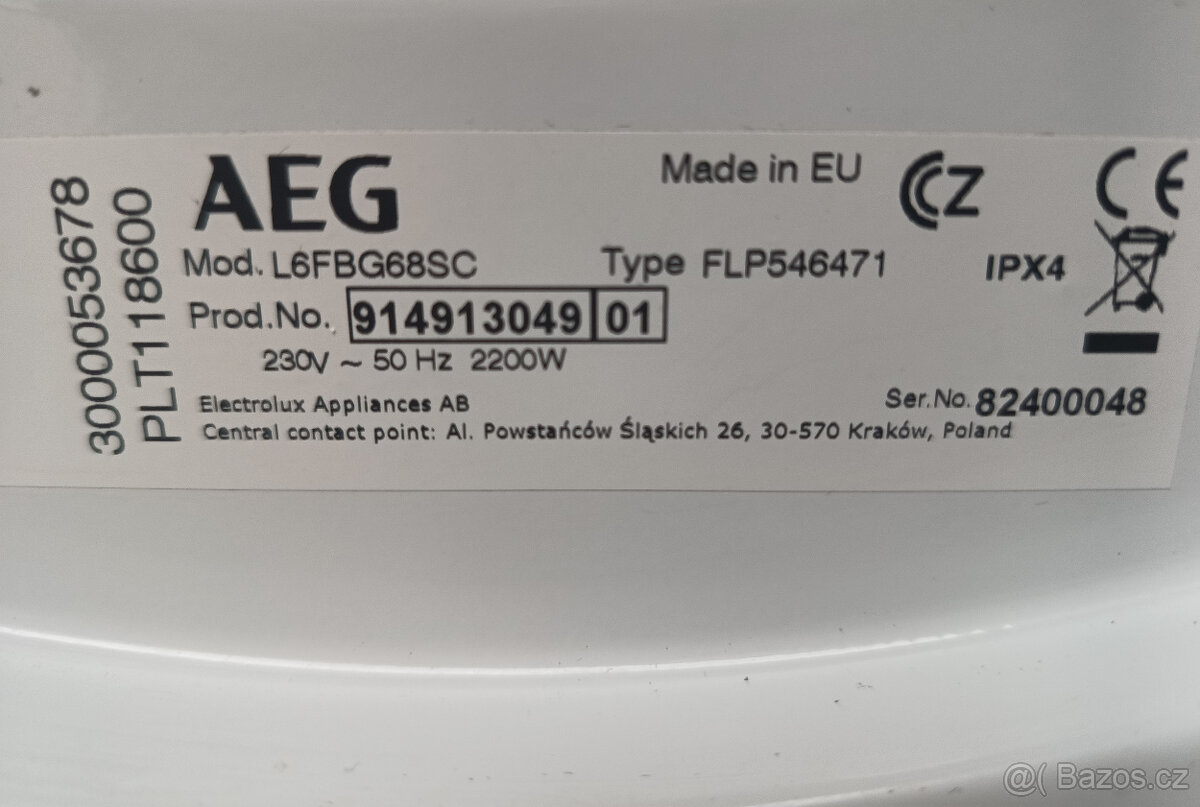 AEG
Made in EU
CZ
CE
Mod. L6FBG68SC
Type FLP546471
IPX4
Prod.No. 914913049 01
230V ~ 50 Hz 2200W
Electrolux Appliances AB
Ser.No. 82400048
Central contact point: Al. Powstańców Śląskich 26, 30-570 Kraków, Poland
3000053678
PLT118600
@( Bazos.cz